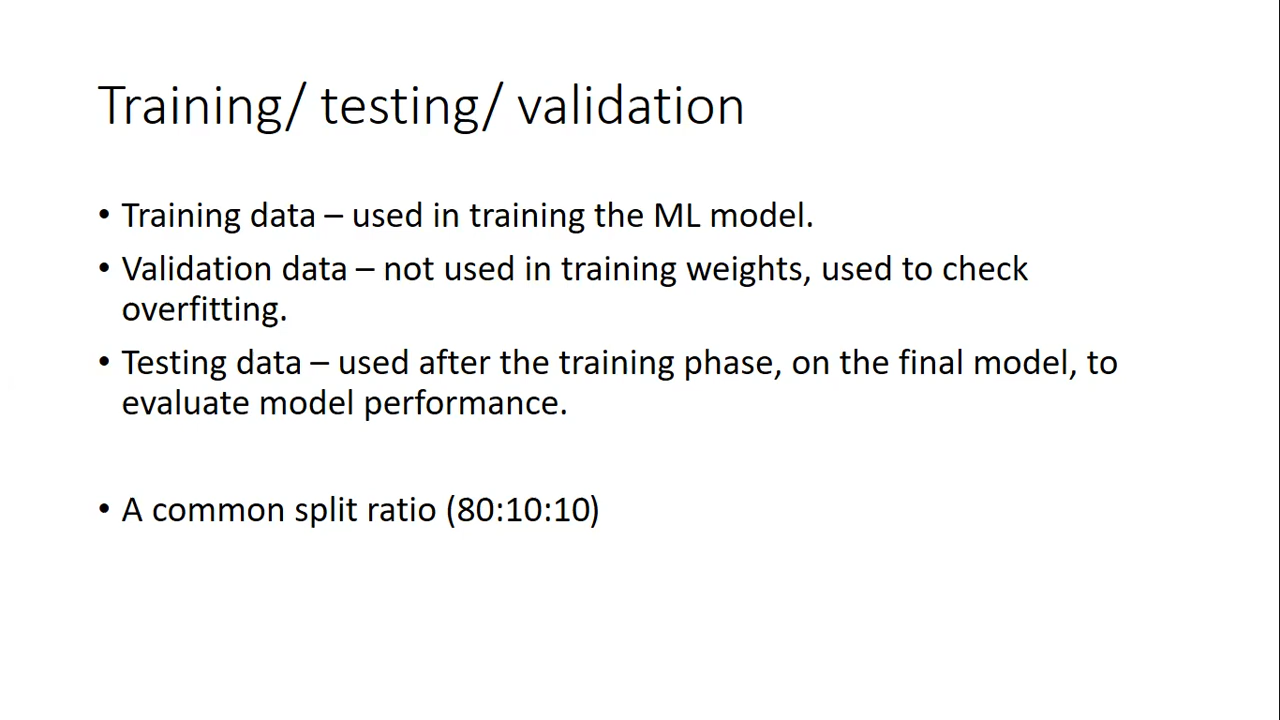 Training/ testing/ validation
• Training data – used in training the ML model.
• Validation data – not used in training weights, used to check
overfitting.
• Testing data – used after the training phase, on the final model, to
evaluate model performance.
• A common split ratio (80:10:10)